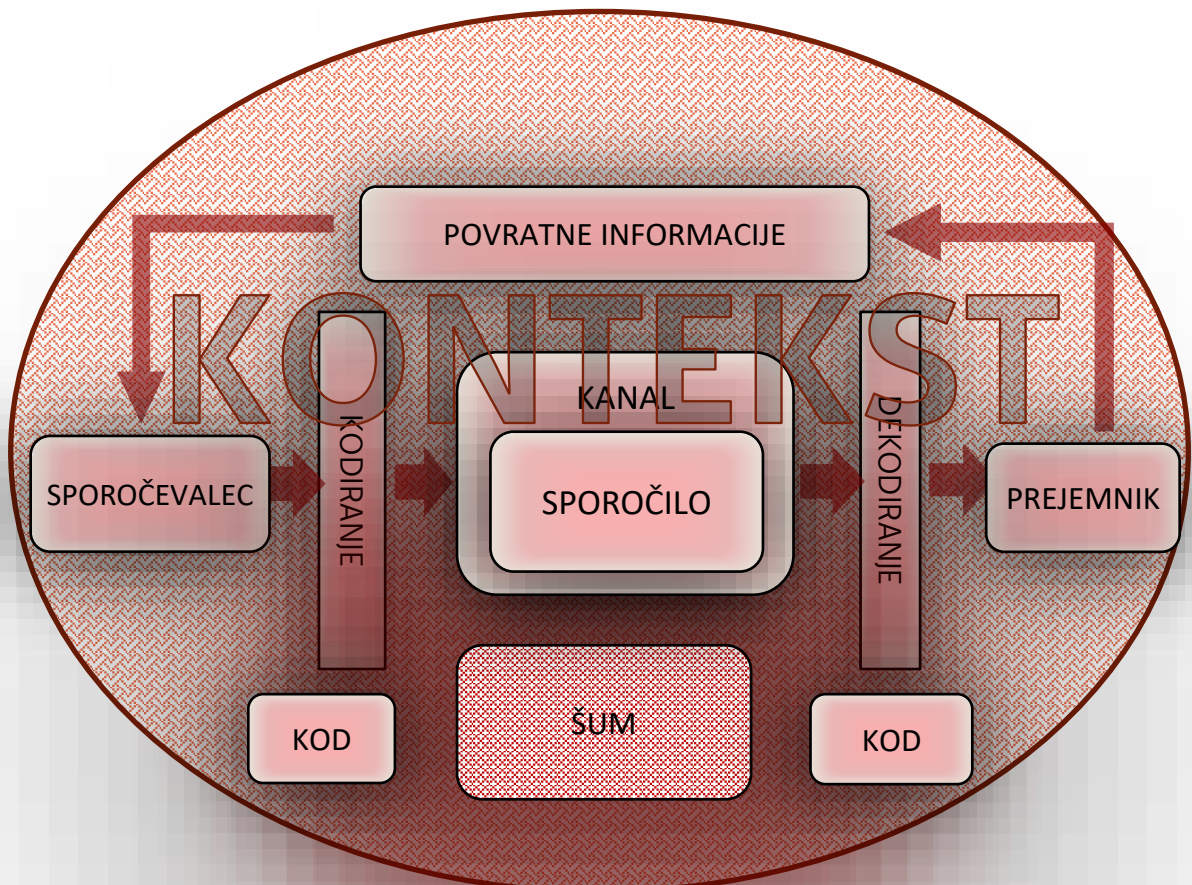 POVRATNE INFORMACIJE
KONTEKST
KANAL
KODIRANJE
DEKODIRANJE
SPOROČEVALEC
SPOROČILO
PREJEMNIK
KOD
ŠUM
KOD